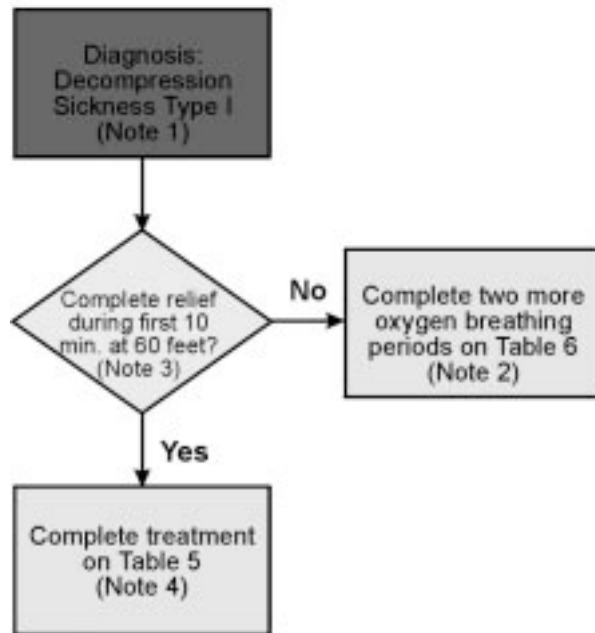 Diagnosis:
Decompression
Sickness Type I
(Note 1)
Complete relief
during first 10
min. at 60 feet?
(Note 3)
No
Complete two more
oxygen breathing
periods on Table 6
(Note 2)
Yes
Complete treatment
on Table 5
(Note 4)